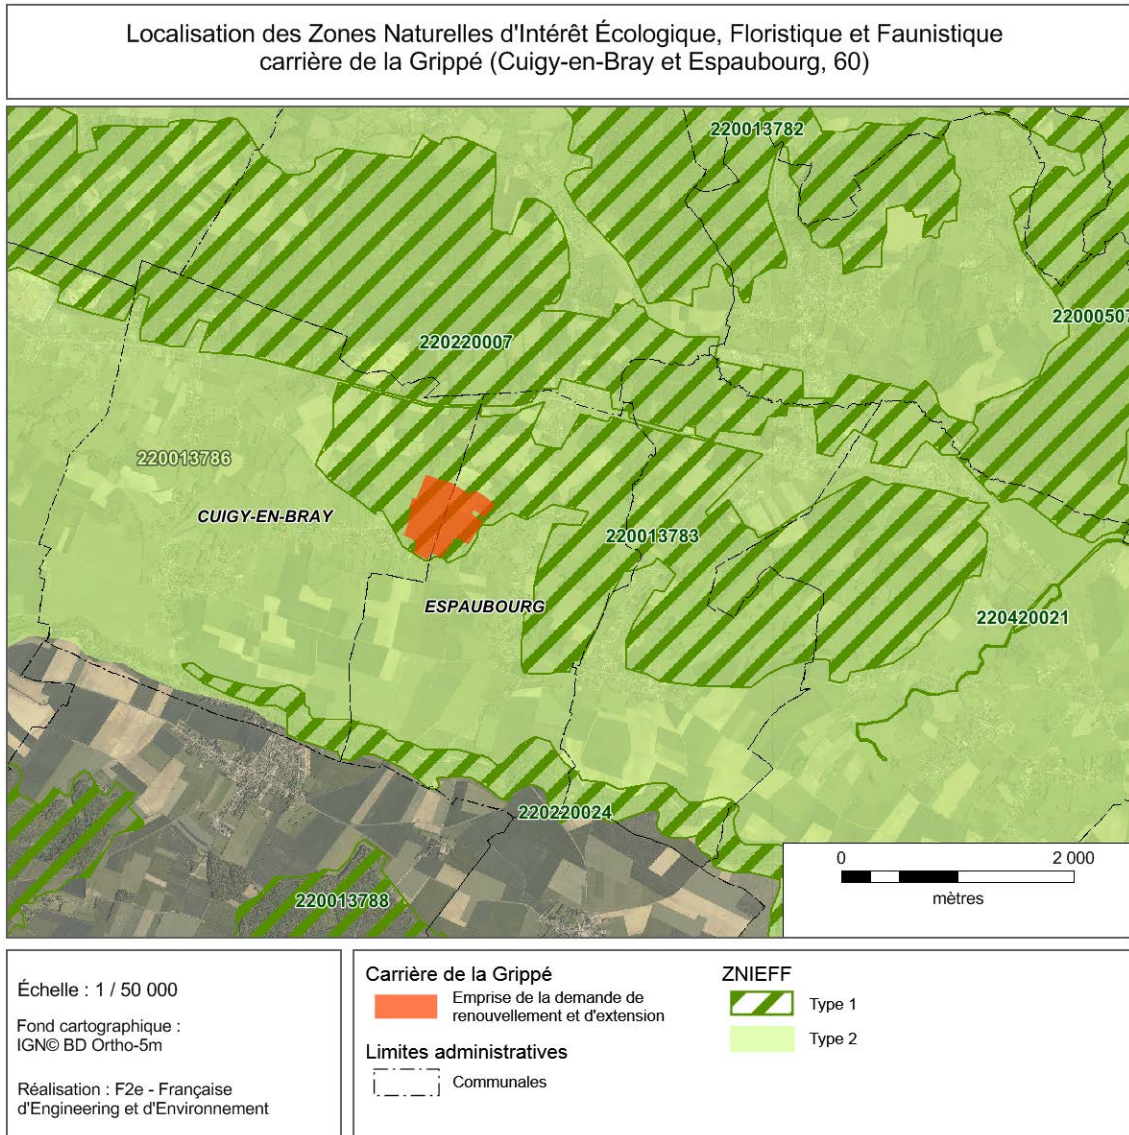 Localisation des Zones Naturelles d'Intérêt Écologique, Floristique et Faunistique
carrière de la Grippé (Cuigy-en-Bray et Espaubourg, 60)
220013782
22000507
220220007
220013786
CUIGY-EN-BRAY
220013783
ESPAUBOURG
220420021
220220024
220013788
0 2 000
mètres
Échelle : 1 / 50 000
Fond cartographique :
IGN© BD Ortho-5m
Réalisation : F2e - Française
d'Engineering et d'Environnement
Carrière de la Grippé
Emprise de la demande de
renouvellement et d'extension
Limites administratives
Communales
ZNIEFF
Type 1
Type 2